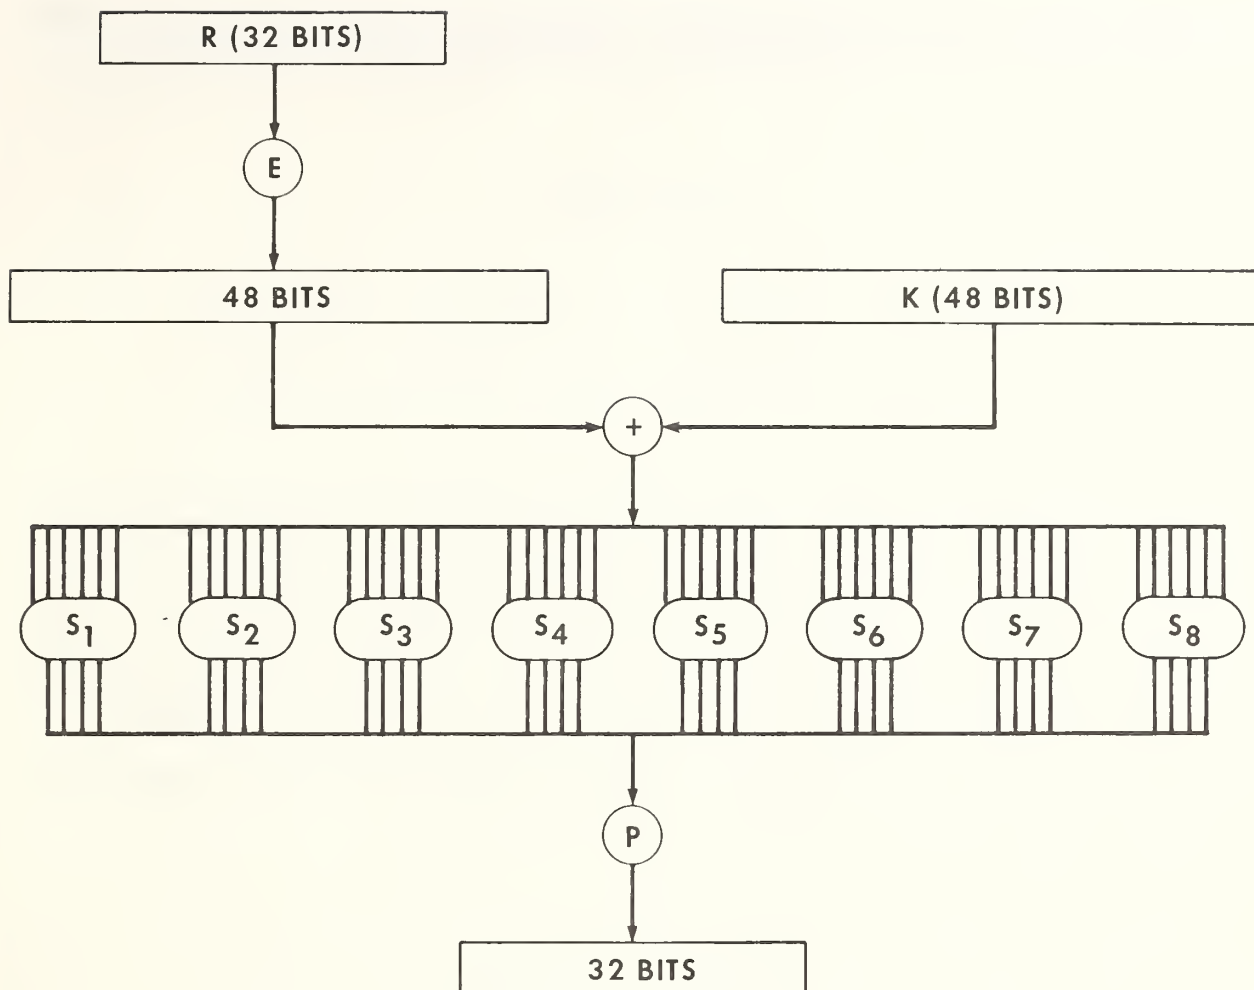 R (32 BITS)
E
48 BITS
K (48 BITS)
+
S1 S2 S3 S4 S5 S6 S7 S8
P
32 BITS